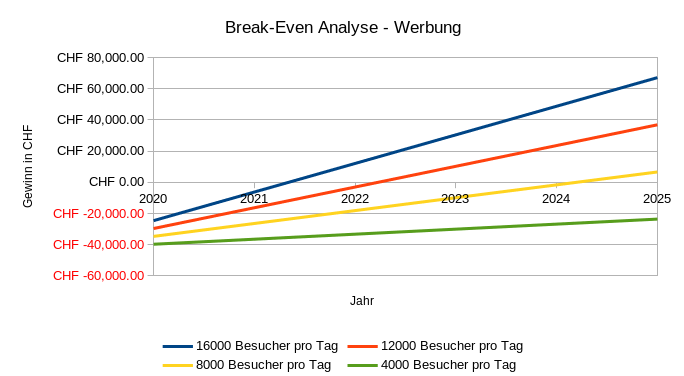 Break-Even Analyse - Werbung
CHF 80,000.00
CHF 60,000.00
CHF 40,000.00
CHF 20,000.00
CHF 0.00
CHF -20,000.00
CHF -40,000.00
CHF -60,000.00
Gewinn in CHF
2020 2021 2022 2023 2024 2025
Jahr
16000 Besucher pro Tag 12000 Besucher pro Tag
8000 Besucher pro Tag 4000 Besucher pro Tag